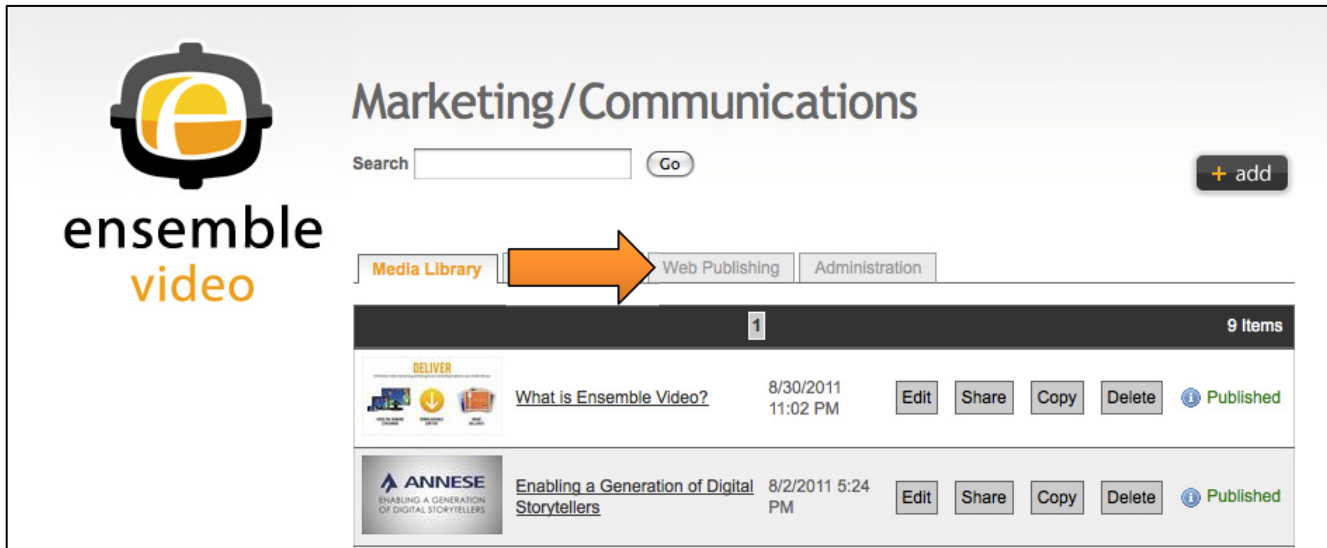 Marketing/Communications
Search
Go
+ add
ensemble
video
Media Library
Web Publishing
Administration
1
9 Items
DELIVER
What is Ensemble Video?
8/30/2011
11:02 PM
Edit
Share
Copy
Delete
Published
ANNESE
ENABLING A GENERATION
OF DIGITAL STORYTELLERS
Enabling a Generation of Digital
Storytellers
8/2/2011 5:24
PM
Edit
Share
Copy
Delete
Published